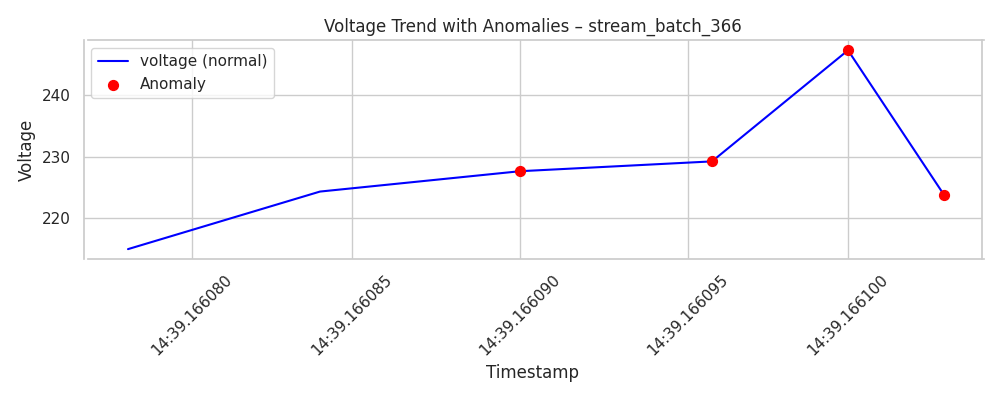 Voltage Trend with Anomalies – stream_batch_366
voltage (normal)
Anomaly
Voltage
240
230
220
14:39.166080
14:39.166085
14:39.166090
14:39.166095
14:39.166100
Timestamp